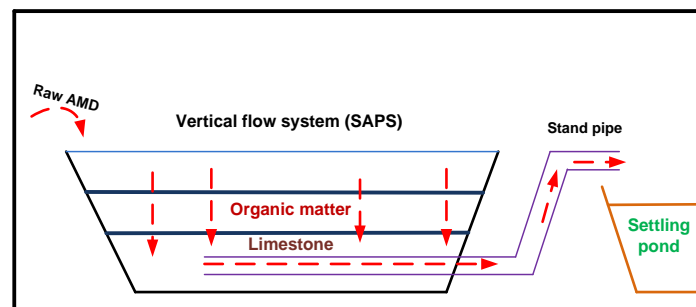 Raw AMD
Vertical flow system (SAPS)
Stand pipe
Organic matter
Limestone
Settling
pond